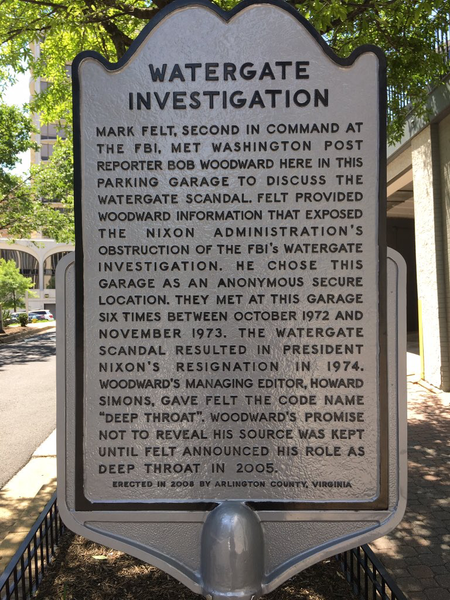 WATERGATE
INVESTIGATION
MARK FELT, SECOND IN COMMAND AT
THE FBI, MET WASHINGTON POST
REPORTER BOB WOODWARD HERE IN THIS
PARKING GARAGE TO DISCUSS THE
WATERGATE SCANDAL. FELT PROVIDED
WOODWARD INFORMATION THAT EXPOSED
THE NIXON ADMINISTRATION'S
OBSTRUCTION OF THE FBI'S WATERGATE
INVESTIGATION. HE CHOSE THIS
GARAGE AS AN ANONYMOUS SECURE
LOCATION. THEY MET AT THIS GARAGE
SIX TIMES BETWEEN OCTOBER 1972 AND
NOVEMBER 1973. THE WATERGATE
SCANDAL RESULTED IN PRESIDENT
NIXON'S RESIGNATION IN 1974.
WOODWARD'S MANAGING EDITOR, HOWARD
SIMONS, GAVE FELT THE CODE NAME
"DEEP THROAT". WOODWARD'S PROMISE
NOT TO REVEAL HIS SOURCE WAS KEPT
UNTIL FELT ANNOUNCED HIS ROLE AS
DEEP THROAT IN 2005.
ERECTED IN 2008 BY ARLINGTON COUNTY, VIRGINIA